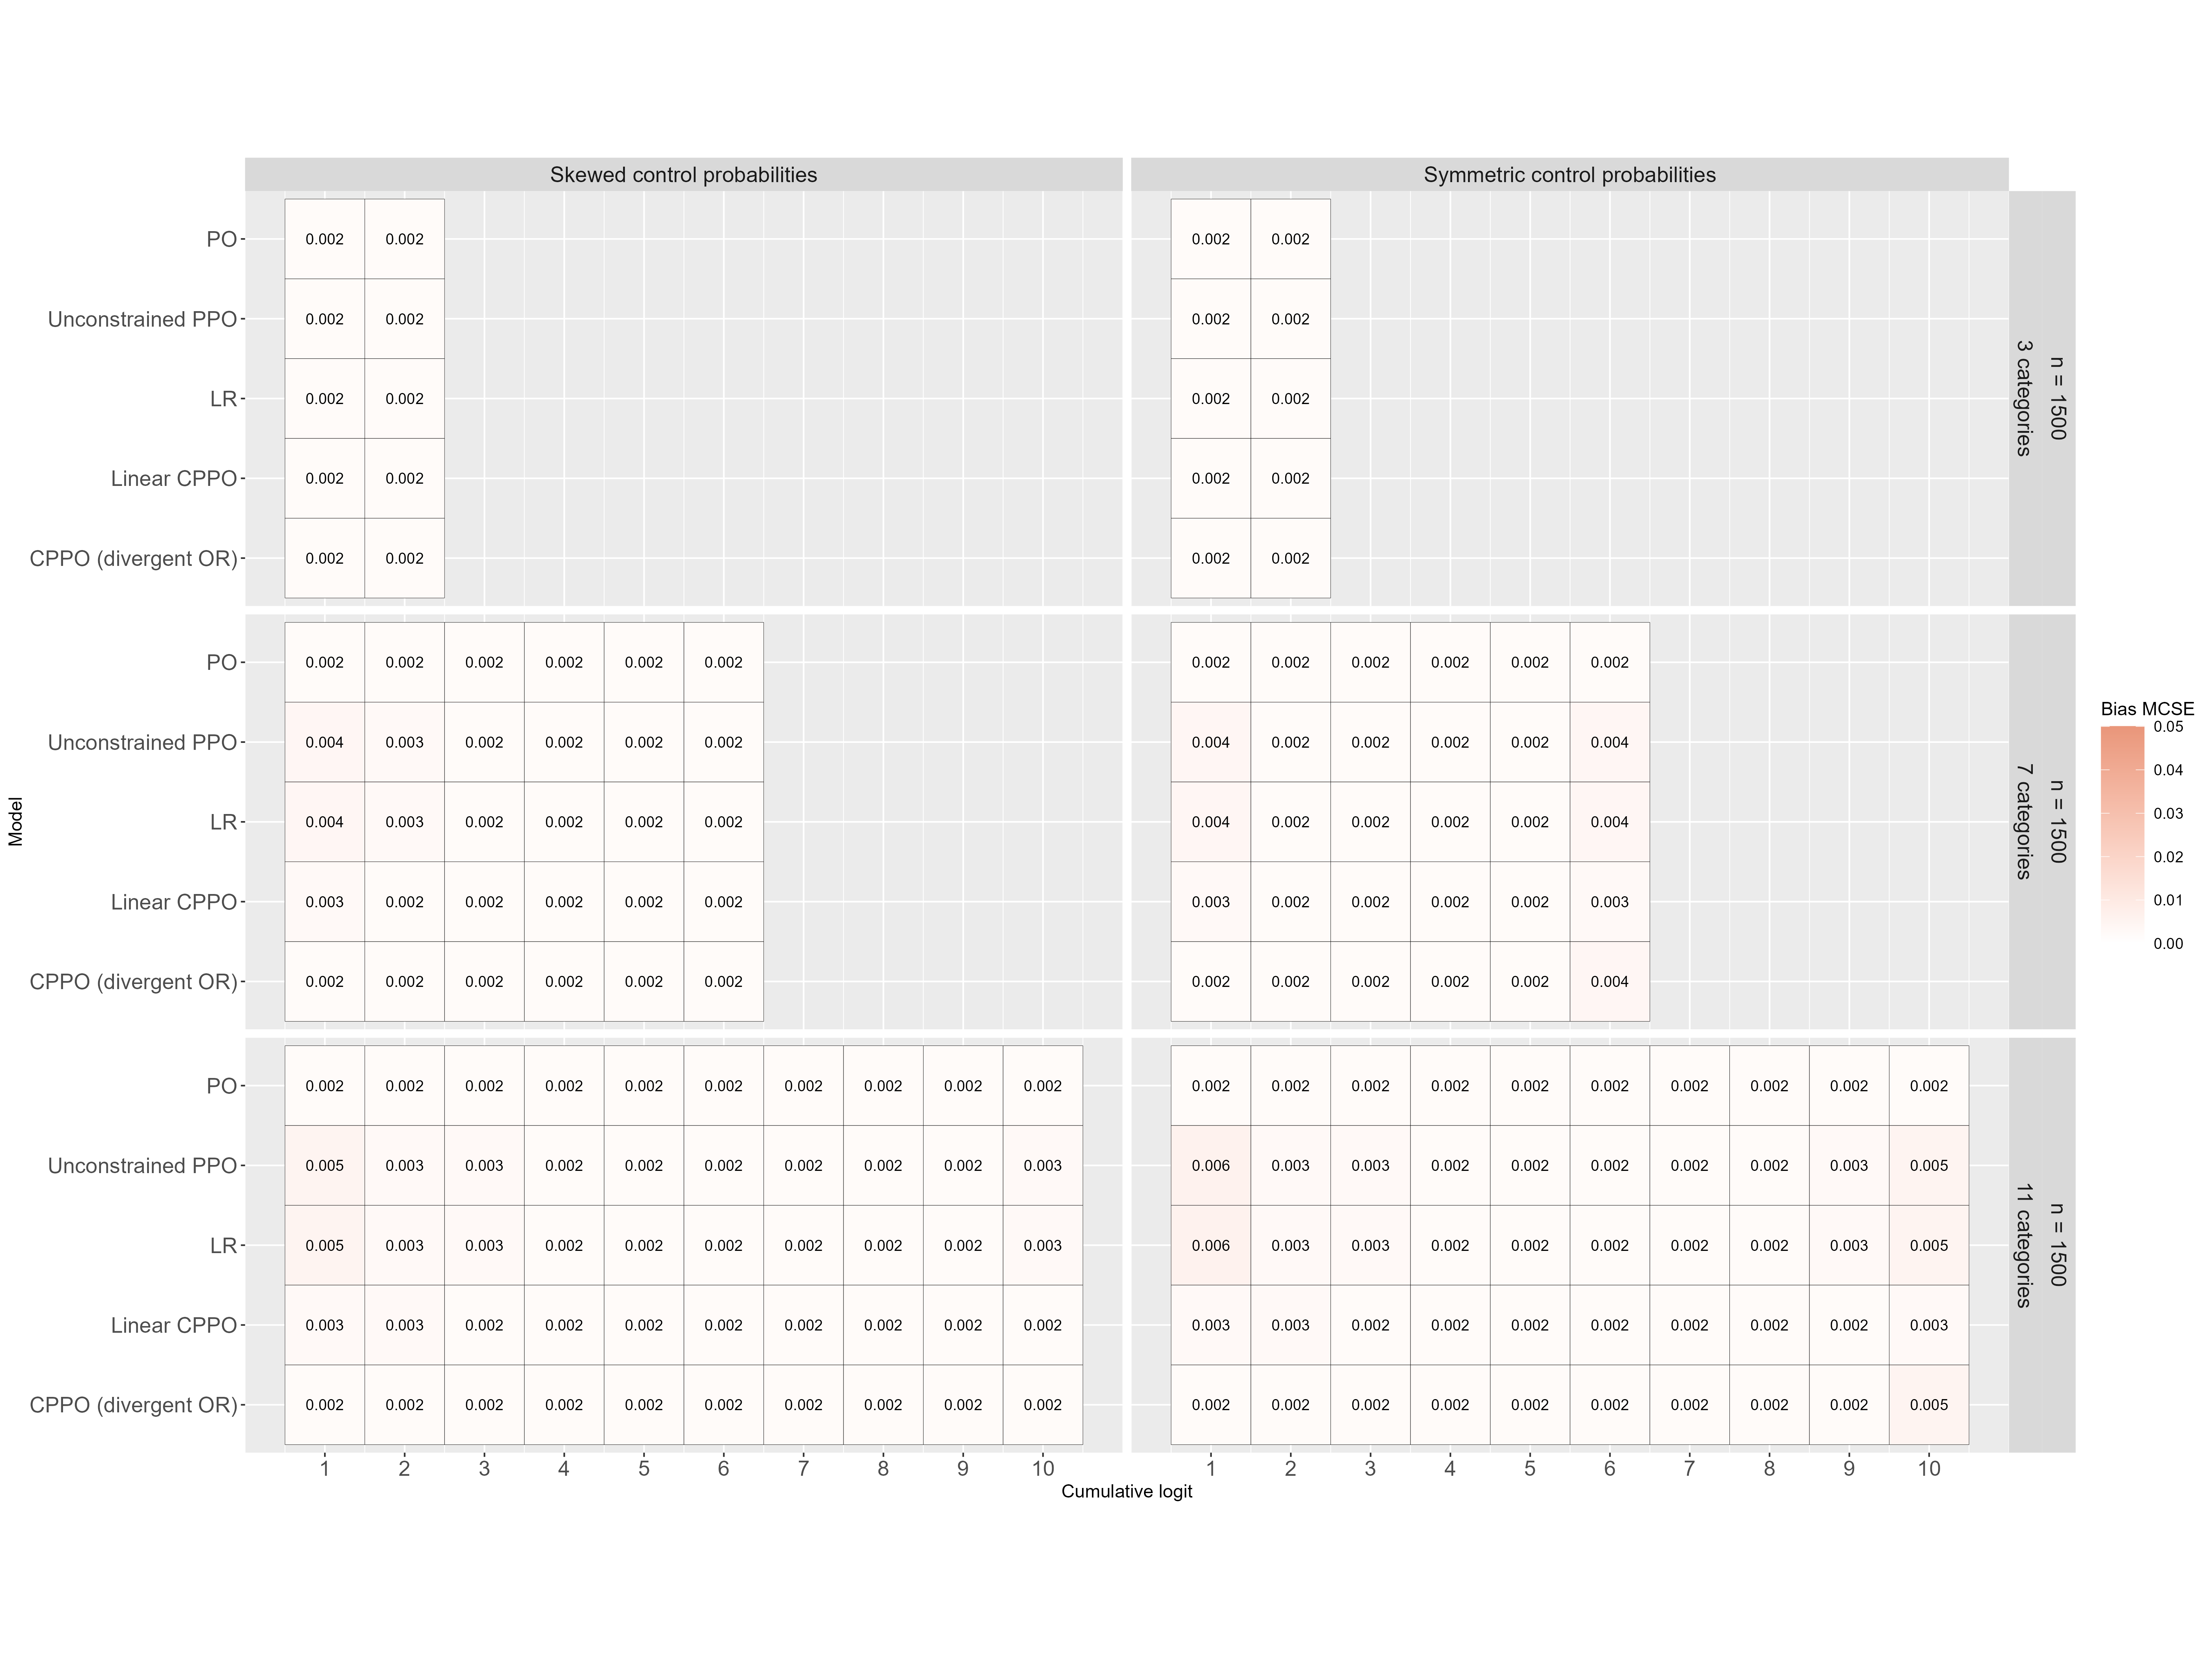 Skewed control probabilities
Symmetric control probabilities
PO 0.002 0.002 0.002 0.002
Unconstrained PPO 0.002 0.002 0.002 0.002
LR 0.002 0.002 0.002 0.002
Linear CPPO 0.002 0.002 0.002 0.002
CPPO (divergent OR) 0.002 0.002 0.002 0.002
n = 1500
3 categories
PO 0.002 0.002 0.002 0.002 0.002 0.002 0.002 0.002 0.002 0.002 0.002 0.002
Unconstrained PPO 0.004 0.003 0.002 0.002 0.002 0.002 0.004 0.002 0.002 0.002 0.002 0.004
LR 0.004 0.003 0.002 0.002 0.002 0.002 0.004 0.002 0.002 0.002 0.002 0.004
Linear CPPO 0.003 0.002 0.002 0.002 0.002 0.002 0.003 0.002 0.002 0.002 0.002 0.003
CPPO (divergent OR) 0.002 0.002 0.002 0.002 0.002 0.002 0.002 0.002 0.002 0.002 0.002 0.004
n = 1500
7 categories
PO 0.002 0.002 0.002 0.002 0.002 0.002 0.002 0.002 0.002 0.002 0.002 0.002 0.002 0.002 0.002 0.002 0.002 0.002 0.002 0.002
Unconstrained PPO 0.005 0.003 0.003 0.002 0.002 0.002 0.002 0.002 0.002 0.003 0.006 0.003 0.003 0.002 0.002 0.002 0.002 0.002 0.003 0.005
LR 0.005 0.003 0.003 0.002 0.002 0.002 0.002 0.002 0.002 0.003 0.006 0.003 0.003 0.002 0.002 0.002 0.002 0.002 0.003 0.005
Linear CPPO 0.003 0.003 0.002 0.002 0.002 0.002 0.002 0.002 0.002 0.002 0.003 0.003 0.002 0.002 0.002 0.002 0.002 0.002 0.002 0.003
CPPO (divergent OR) 0.002 0.002 0.002 0.002 0.002 0.002 0.002 0.002 0.002 0.002 0.002 0.002 0.002 0.002 0.002 0.002 0.002 0.002 0.002 0.005
n = 1500
11 categories
1 2 3 4 5 6 7 8 9 10 1 2 3 4 5 6 7 8 9 10
Cumulative logit
Model
Bias MCSE
0.05
0.04
0.03
0.02
0.01
0.00